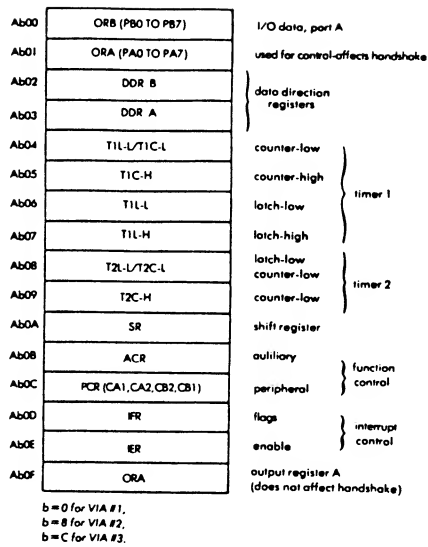 Ab00 ORB (PB0 TO PB7) I/O data, port A
Ab01 ORA (PA0 TO PA7) used for control-affects handshake
Ab02 DDR B
data direction
registers
Ab03 DDR A
Ab04 T1L-L/T1C-L counter-low
Ab05 T1C-H counter-high
timer 1
Ab06 T1L-L latch-low
Ab07 T1L-H latch-high
Ab08 T2L-L/T2C-L latch-low
counter-low
timer 2
Ab09 T2C-H counter-low
Ab0A SR shift register
Ab0B ACR auliliary
function
control
Ab0C PCR (CA1,CA2,CB2,CB1) peripheral
Ab0D IFR flags
interrupt
control
Ab0E IER enable
Ab0F ORA output register A
(does not affect handshake)
b=0 for VIA #1,
b=8 for VIA #2,
b=C for VIA #3.